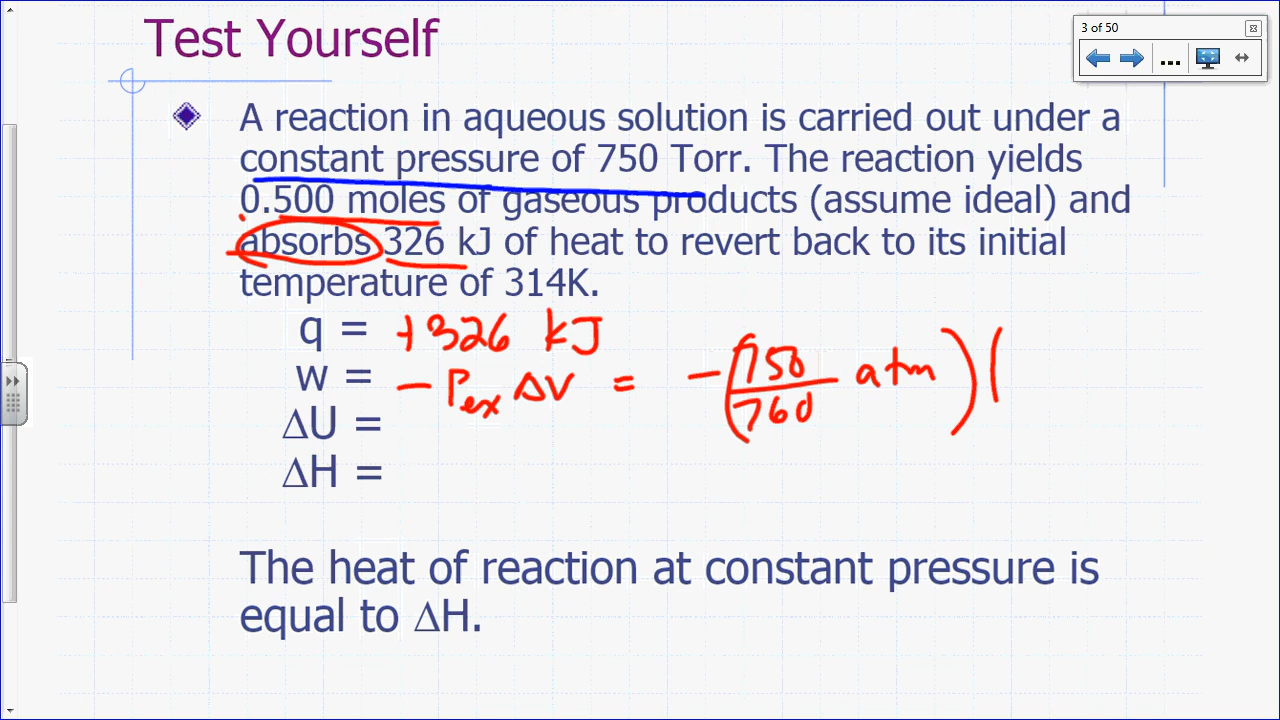 Test Yourself
3 of 50
A reaction in aqueous solution is carried out under a
constant pressure of 750 Torr. The reaction yields
0.500 moles of gaseous products (assume ideal) and
absorbs 326 kJ of heat to revert back to its initial
temperature of 314K.
q = +326 kJ
w = - Pex ΔV = - (750/760 atm) (
ΔU =
ΔH =
The heat of reaction at constant pressure is
equal to ΔH.